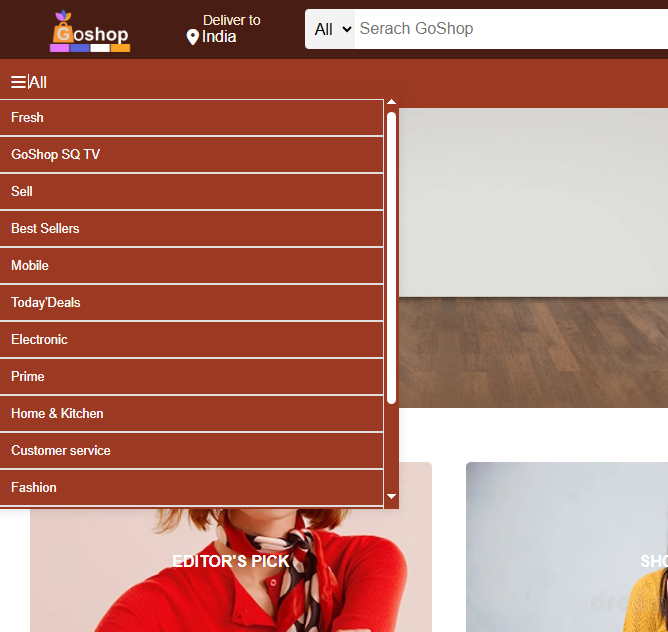 Goshop
Deliver to
India
All
Serach GoShop
All
Fresh
GoShop SQ TV
Sell
Best Sellers
Mobile
Today'Deals
Electronic
Prime
Home & Kitchen
Customer service
Fashion
EDITOR'S PICK
SHO